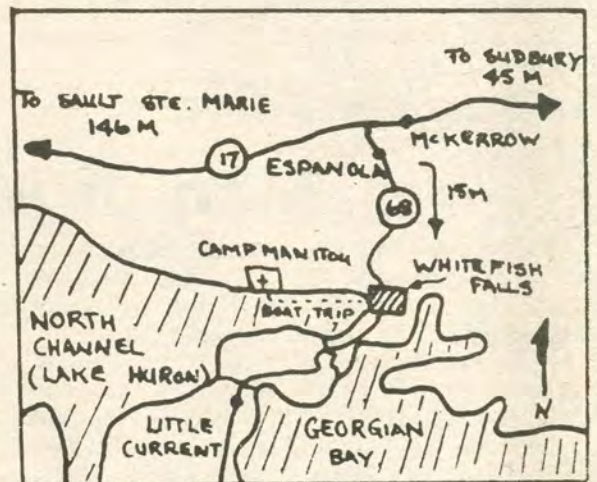 TO SUDBURY
45 M
TO SAULT STE. MARIE
146 M
McKERROW
17
ESPANOLA
68
15M
CAMP MANITOU
WHITEFISH
FALLS
BOAT TRIP
NORTH
CHANNEL
(LAKE HURON)
N
LITTLE
CURRENT
GEORGIAN
BAY